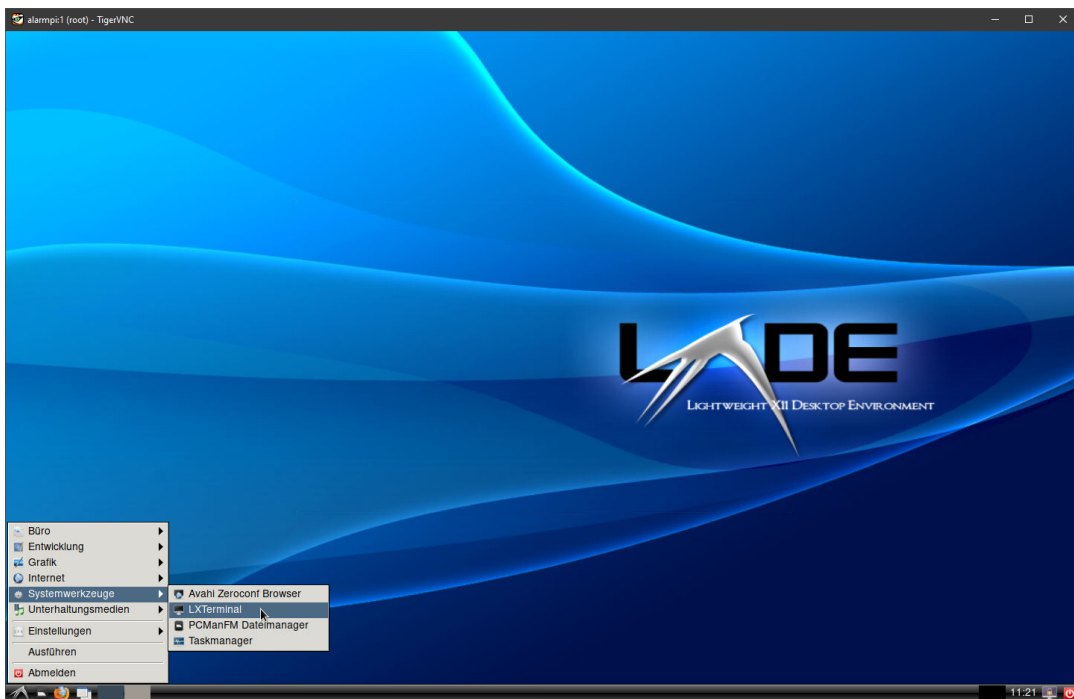 alarmpi:1 (root) - TigerVNC
LXDE
Lightweight X11 Desktop Environment
Büro
Entwicklung
Grafik
Internet
Systemwerkzeuge
Unterhaltungsmedien
Einstellungen
Ausführen
Abmelden
Avahi Zeroconf Browser
LXTerminal
PCManFM Dateimanager
Taskmanager
11:21